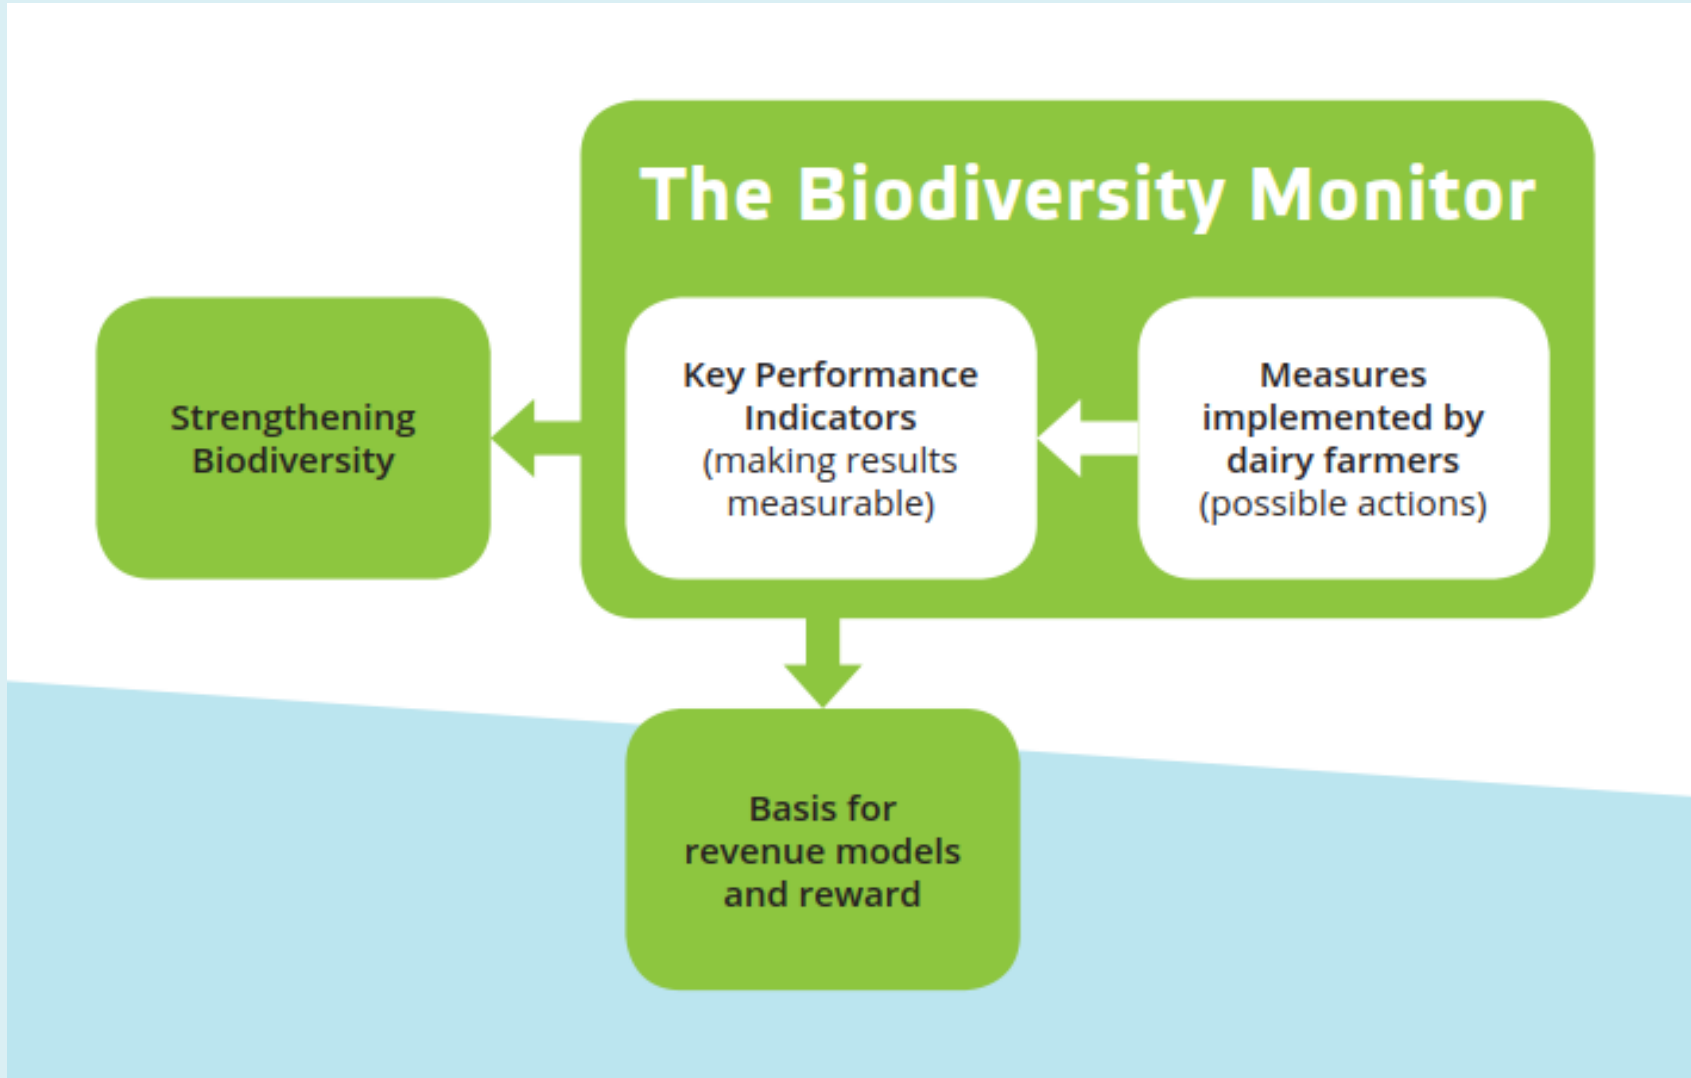 The Biodiversity Monitor
Strengthening
Biodiversity
Key Performance
Indicators
(making results
measurable)
Measures
implemented by
dairy farmers
(possible actions)
Basis for
revenue models
and reward